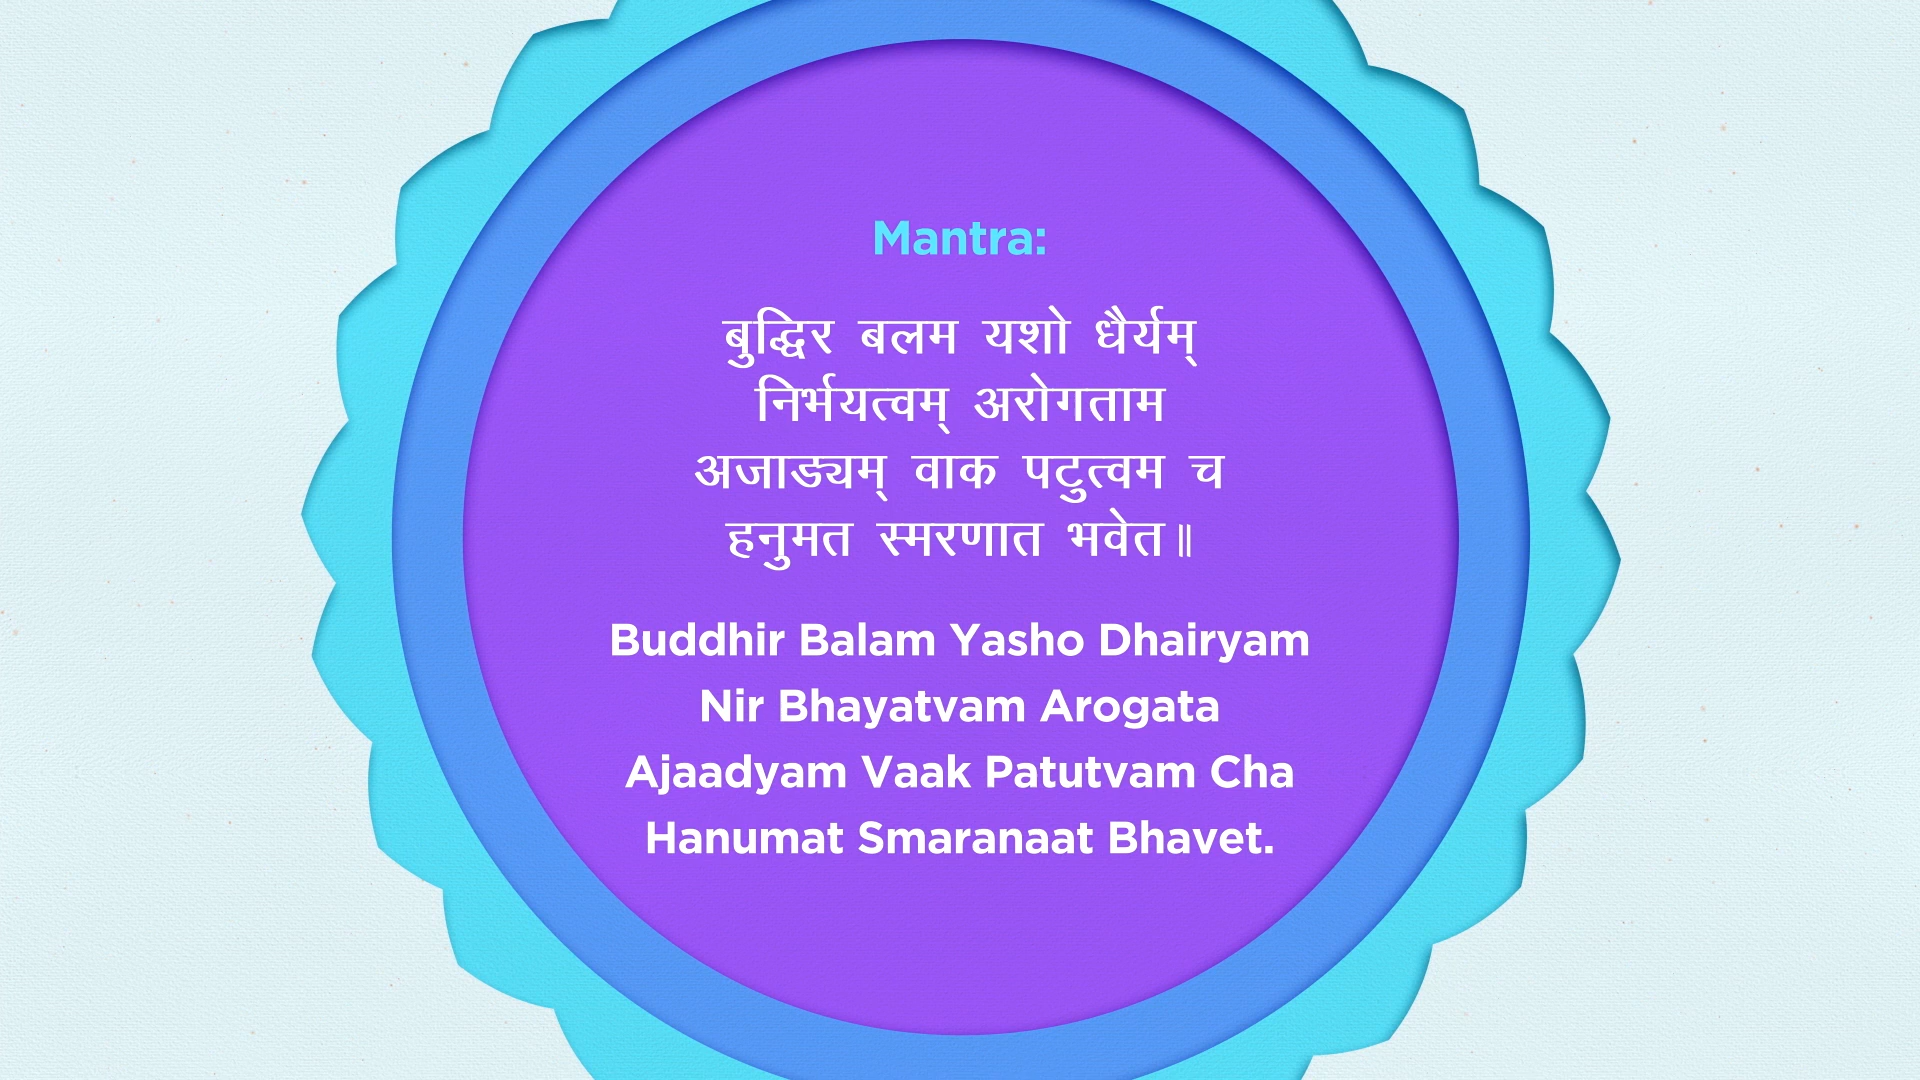 Mantra:
बुद्धिर बलम यशो धैर्यम्
निर्भयत्वम् अरोगताम
अजाड्यम् वाक पटुत्वम च
हनुमत स्मरणात भवेत॥
Buddhir Balam Yasho Dhairyam
Nir Bhayatvam Arogata
Ajaadyam Vaak Patutvam Cha
Hanumat Smaranaat Bhavet.